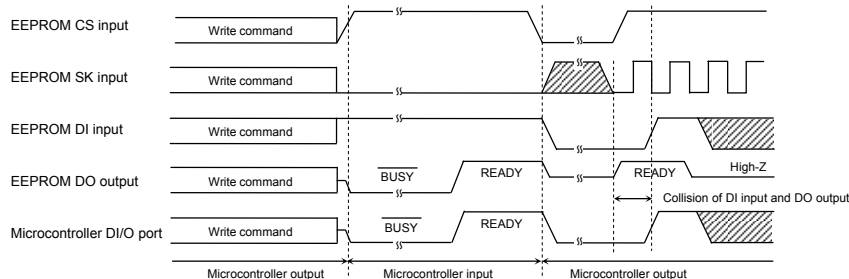 EEPROM CS input
Write command
EEPROM SK input
Write command
EEPROM DI input
Write command
EEPROM DO output
Write command
BUSY
READY
READY
High-Z
Collision of DI input and DO output
Microcontroller DI/O port
Write command
BUSY
READY
Microcontroller output
Microcontroller input
Microcontroller output